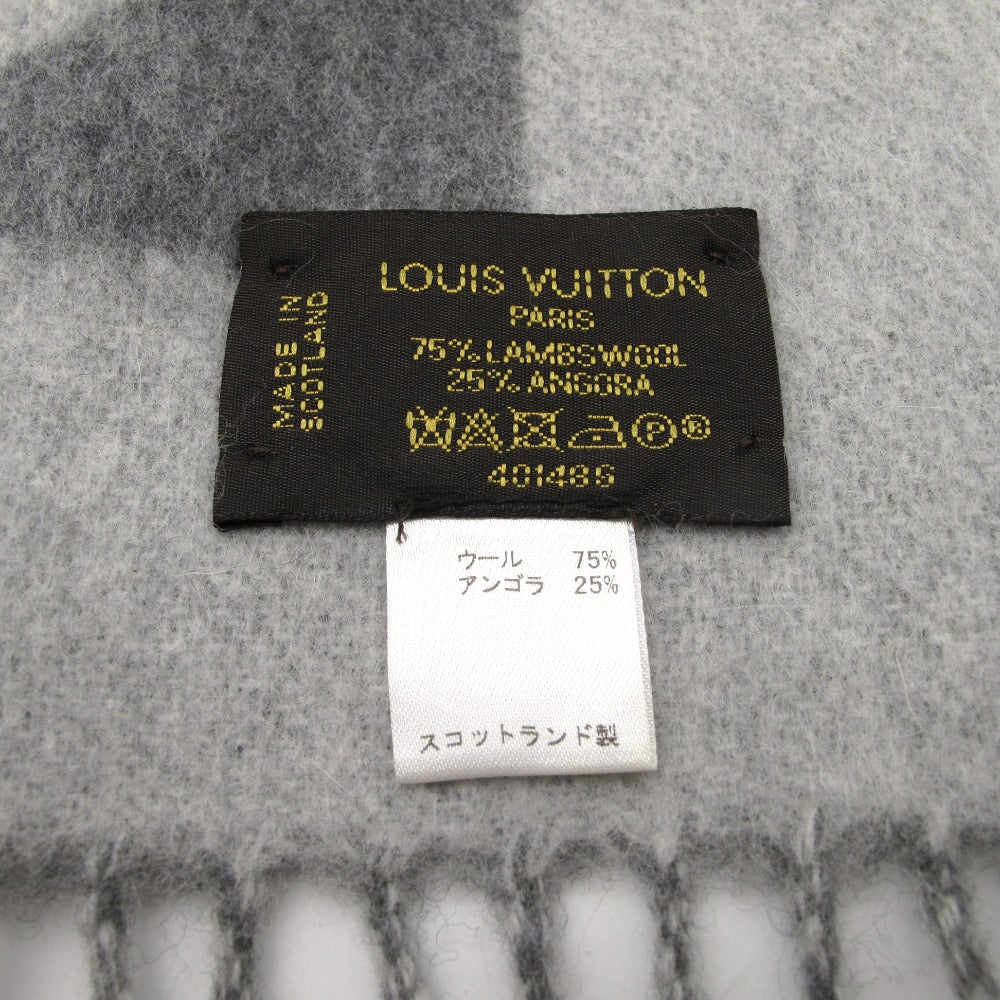 LOUIS VUITTON
PARIS
75% LAMBSWOOL
25% ANGORA
P ®
401486
MADE IN
SCOTLAND
ウール 75%
アンゴラ 25%
スコットランド製